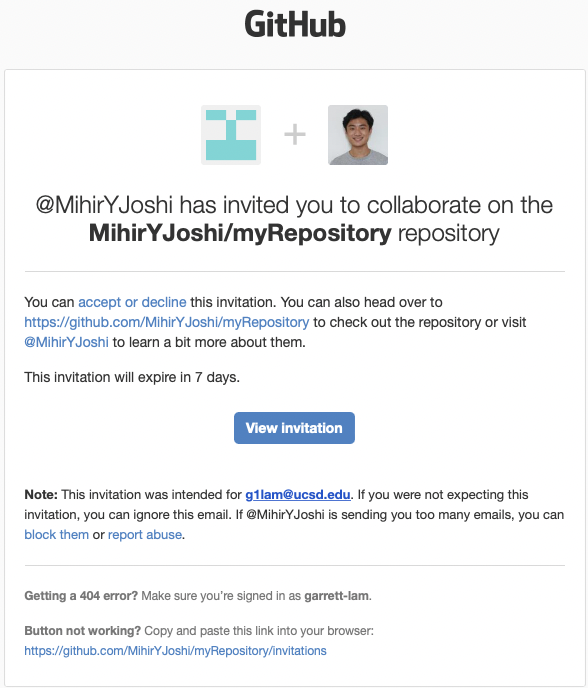 GitHub
@MihirYJoshi has invited you to collaborate on the
MihirYJoshi/myRepository repository
You can accept or decline this invitation. You can also head over to
https://github.com/MihirYJoshi/myRepository to check out the repository or visit
@MihirYJoshi to learn a bit more about them.
This invitation will expire in 7 days.
View invitation
Note: This invitation was intended for g1lam@ucsd.edu. If you were not expecting this
invitation, you can ignore this email. If @MihirYJoshi is sending you too many emails, you can
block them or report abuse.
Getting a 404 error? Make sure you’re signed in as garrett-lam.
Button not working? Copy and paste this link into your browser:
https://github.com/MihirYJoshi/myRepository/invitations